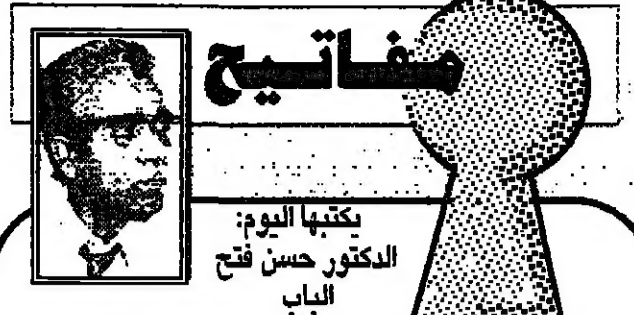 مفاتيح
يكتبها اليوم:
الدكتور حسن فتح
الباب